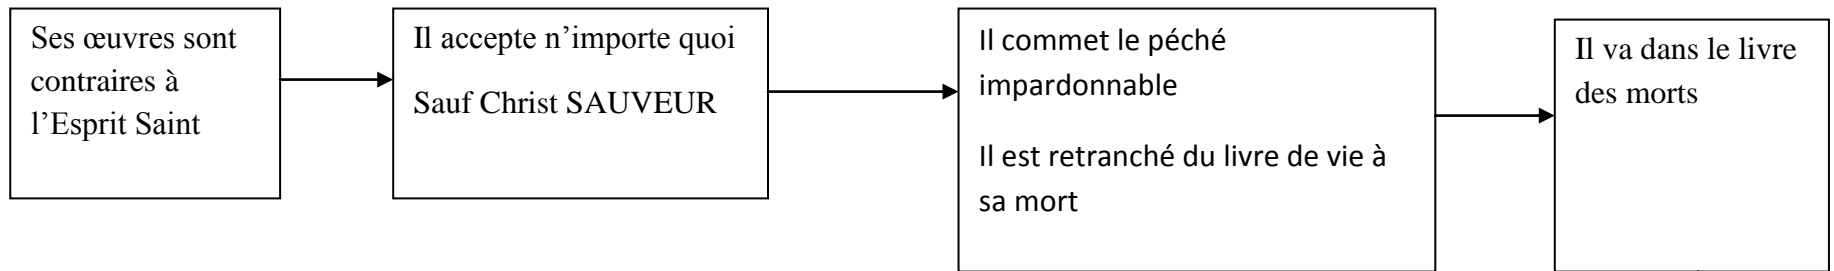 Ses œuvres sont
contraires à
l’Esprit Saint
Il accepte n’importe quoi
Sauf Christ SAUVEUR
Il commet le péché
impardonnable
Il est retranché du livre de vie à
sa mort
Il va dans le livre
des morts